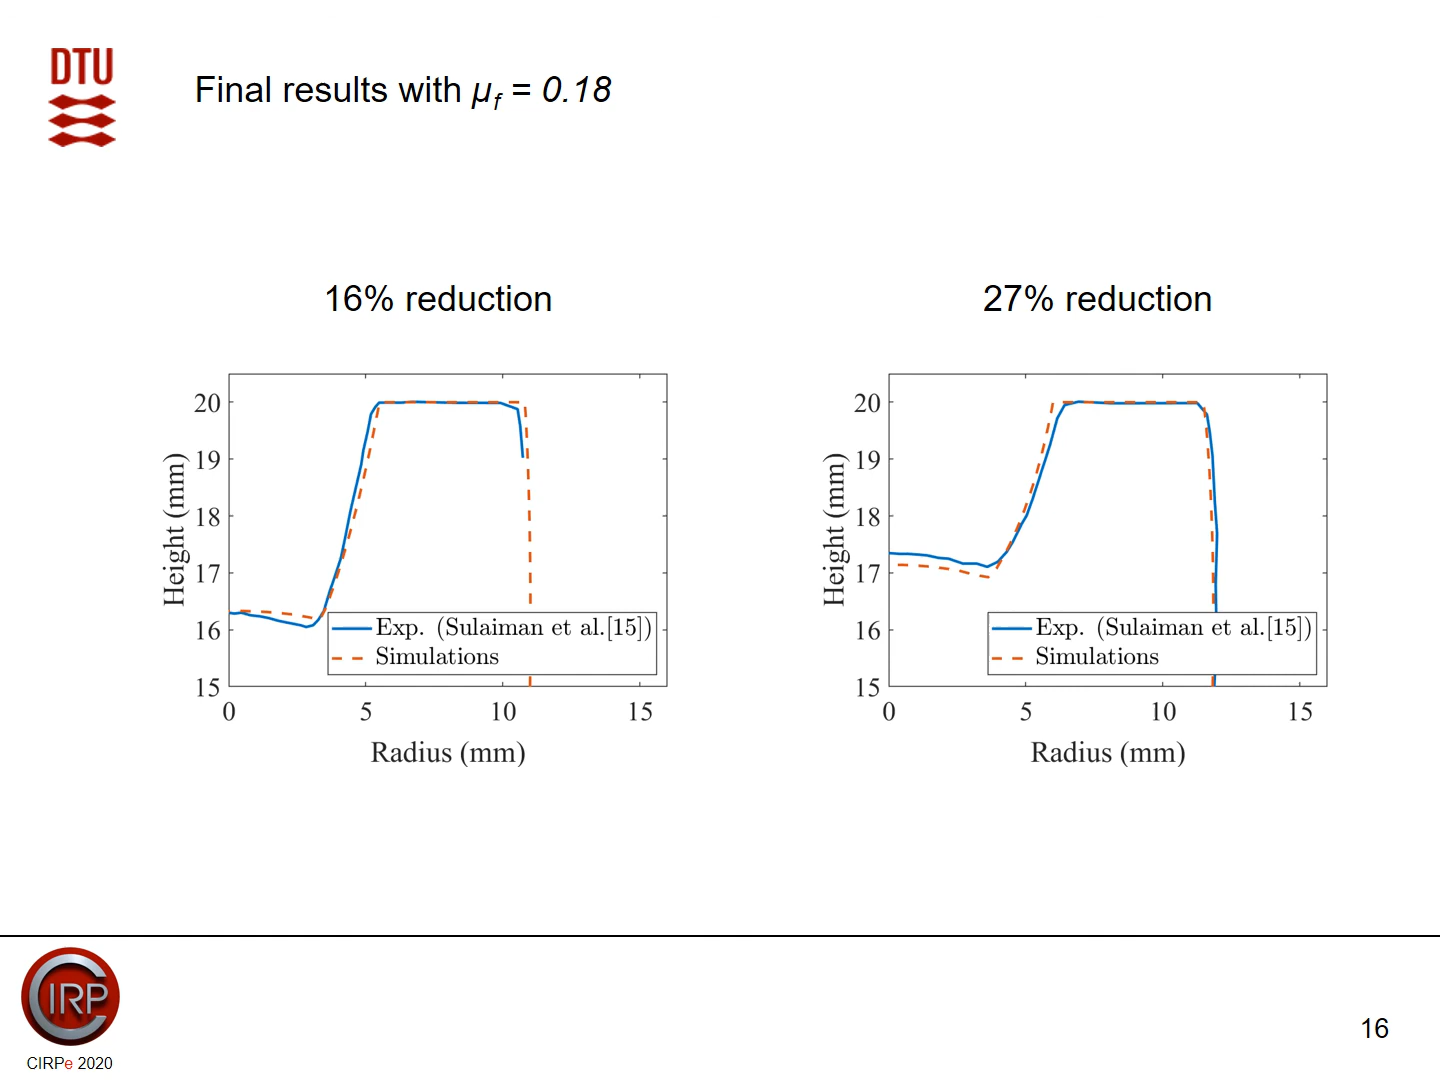 DTU
Final results with μf = 0.18
16% reduction
20
19
18
17
16
15
0 5 10 15
Height (mm)
Radius (mm)
Exp. (Sulaiman et al.[15])
Simulations
27% reduction
20
19
18
17
16
15
0 5 10 15
Height (mm)
Radius (mm)
Exp. (Sulaiman et al.[15])
Simulations
CIRP
CIRPe 2020
16